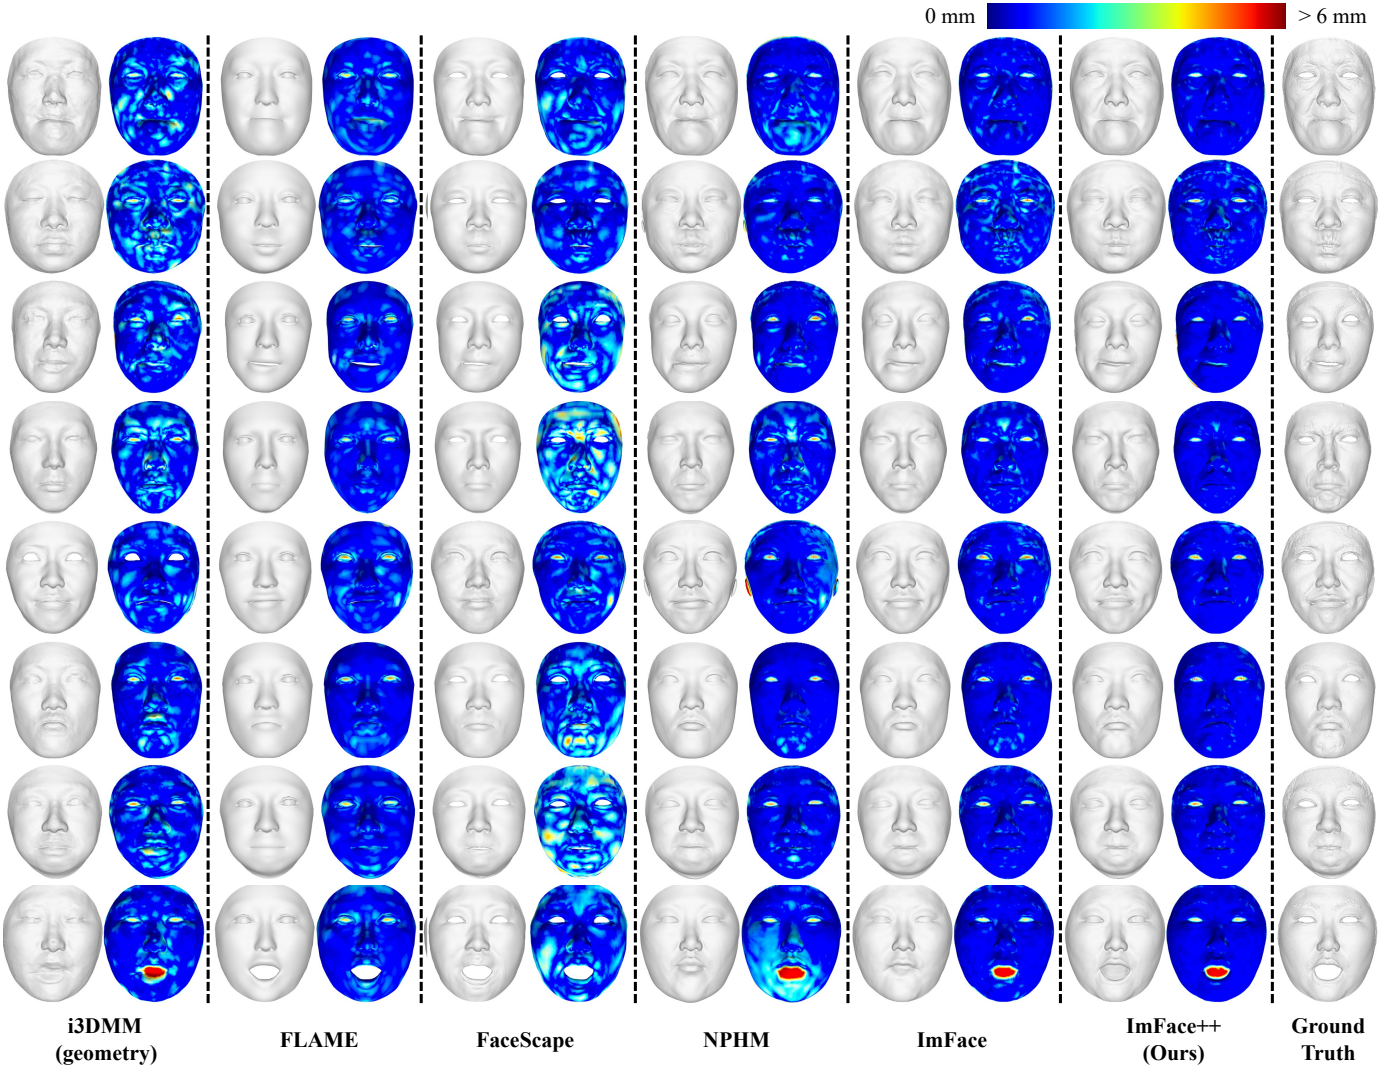 0 mm > 6 mm
i3DMM
(geometry)
FLAME
FaceScape
NPHM
ImFace
ImFace++
(Ours)
Ground
Truth